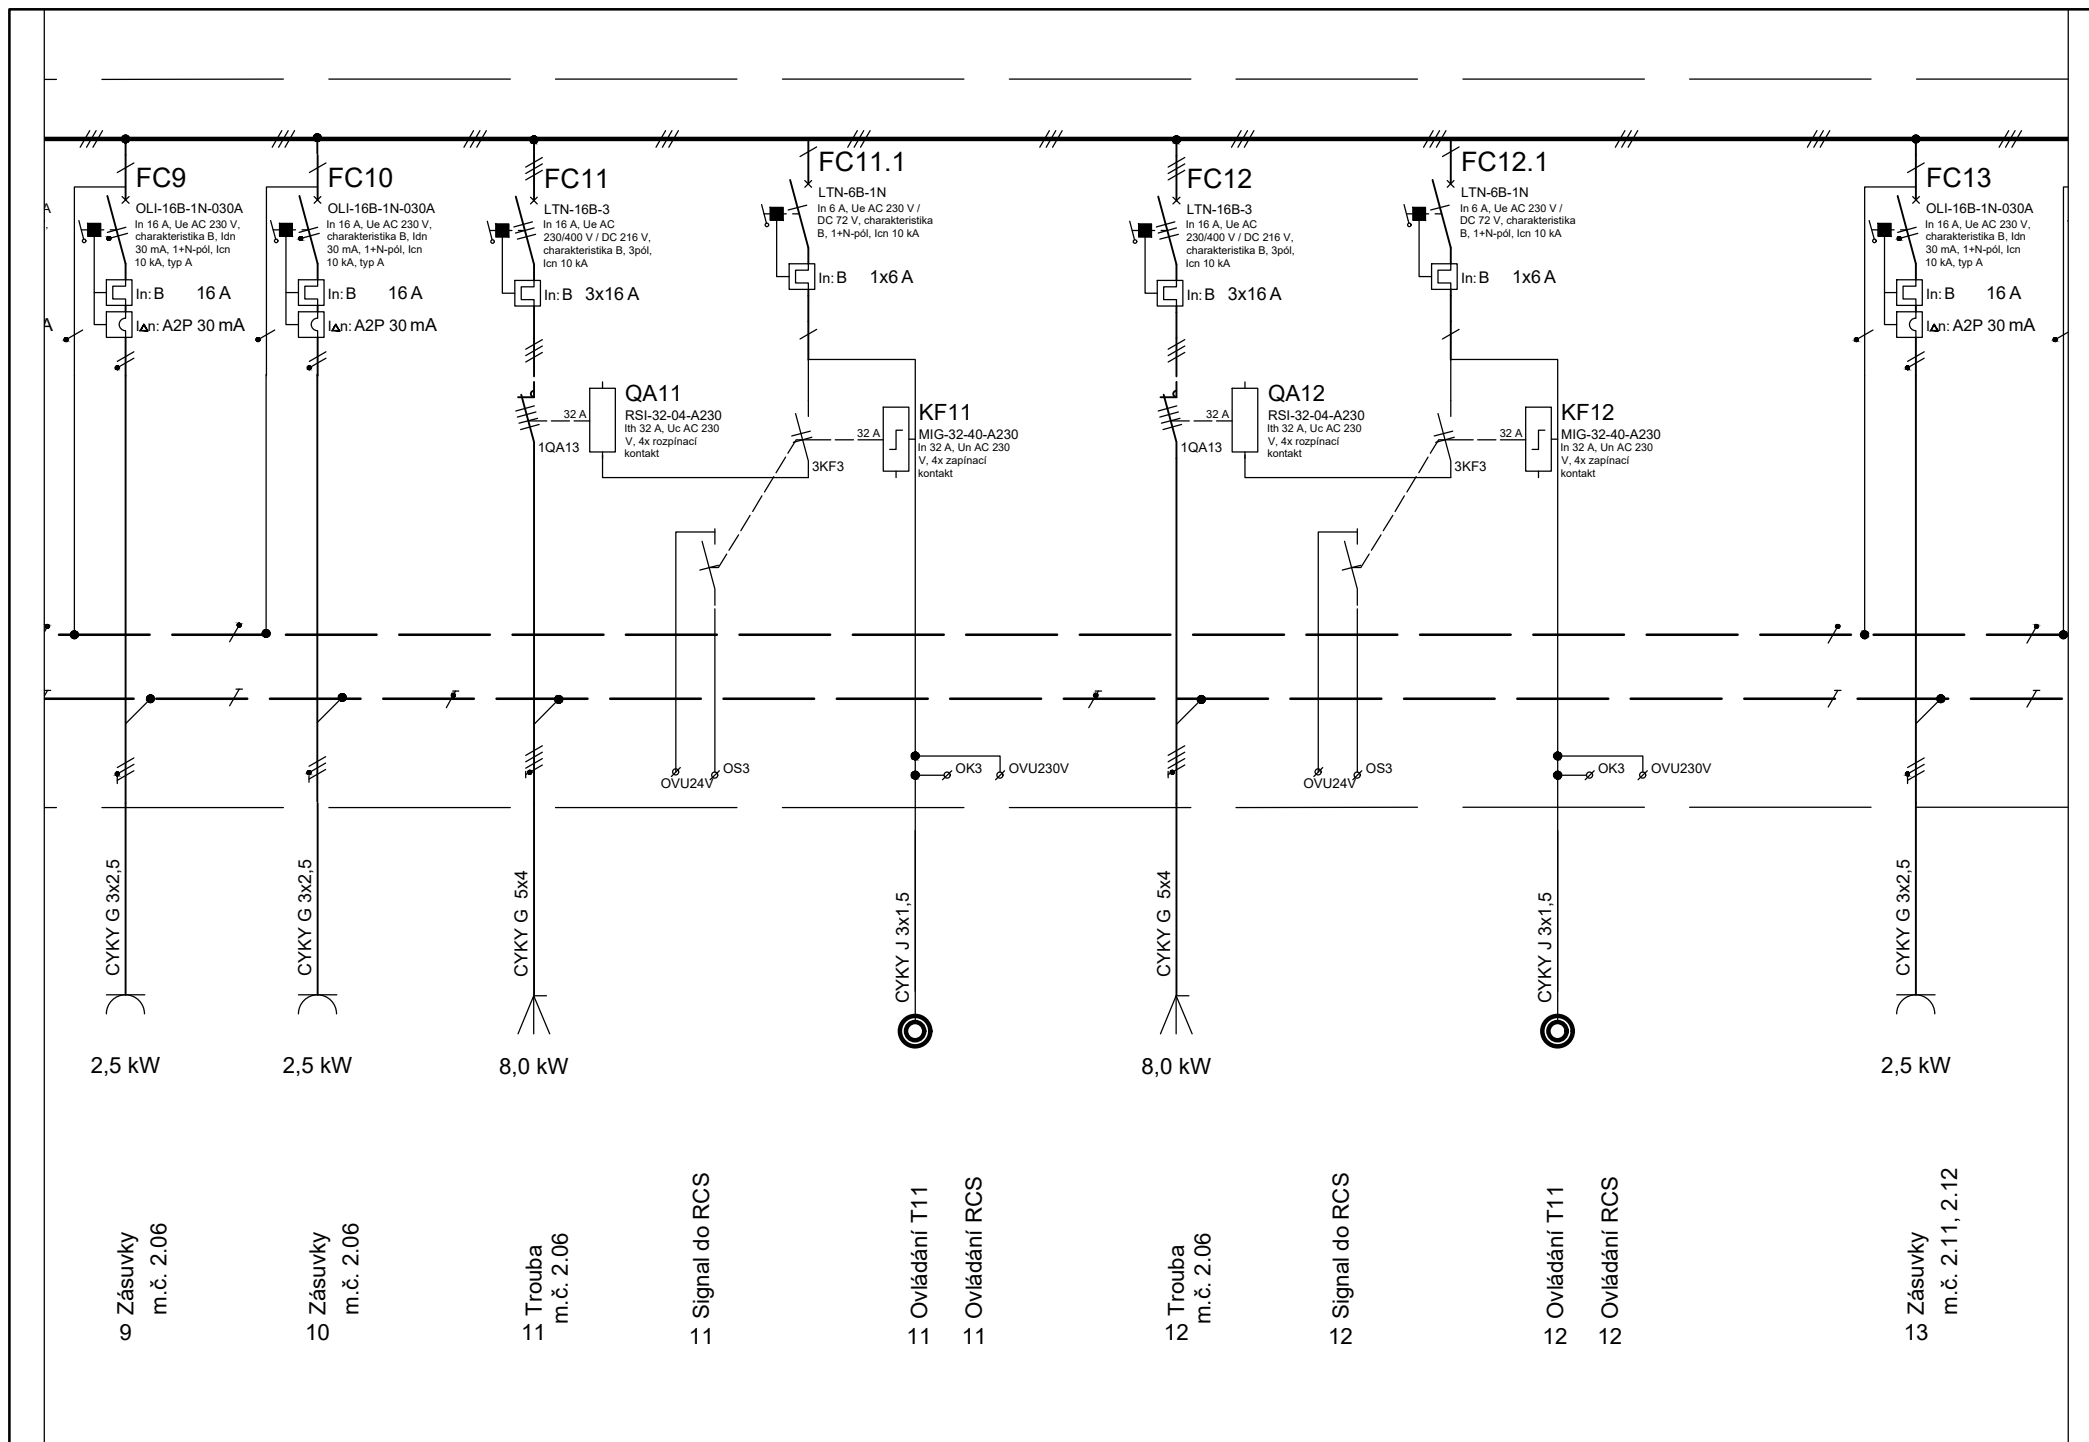 FC9
OLI-16B-1N-030A
In 16 A, Ue AC 230 V,
charakteristika B, Idn
30 mA, 1+N-pól, Icn
10 kA, typ A
In: B 16 A
I∆n: A2P 30 mA
FC10
OLI-16B-1N-030A
In 16 A, Ue AC 230 V,
charakteristika B, Idn
30 mA, 1+N-pól, Icn
10 kA, typ A
In: B 16 A
I∆n: A2P 30 mA
FC11
LTN-16B-3
In 16 A, Ue AC
230/400 V / DC 216 V,
charakteristika B, 3pól,
Icn 10 kA
In: B 3x16 A
FC11.1
LTN-6B-1N
In 6 A, Ue AC 230 V /
DC 72 V, charakteristika
B, 1+N-pól, Icn 10 kA
In: B 1x6 A
FC12
LTN-16B-3
In 16 A, Ue AC
230/400 V / DC 216 V,
charakteristika B, 3pól,
Icn 10 kA
In: B 3x16 A
FC12.1
LTN-6B-1N
In 6 A, Ue AC 230 V /
DC 72 V, charakteristika
B, 1+N-pól, Icn 10 kA
In: B 1x6 A
FC13
OLI-16B-1N-030A
In 16 A, Ue AC 230 V,
charakteristika B, Idn
30 mA, 1+N-pól, Icn
10 kA, typ A
In: B 16 A
I∆n: A2P 30 mA
A
,
A
1QA13
32 A
QA11
RSI-32-04-A230
Ith 32 A, Uc AC 230
V, 4x rozpínací
kontakt
3KF3
32 A
KF11
MIG-32-40-A230
In 32 A, Un AC 230
V, 4x zapínací
kontakt
1QA13
32 A
QA12
RSI-32-04-A230
Ith 32 A, Uc AC 230
V, 4x rozpínací
kontakt
3KF3
32 A
KF12
MIG-32-40-A230
In 32 A, Un AC 230
V, 4x zapínací
kontakt
OVU24V
OS3
OK3
OVU230V
OVU24V
OS3
OK3
OVU230V
CYKY G 3x2,5
CYKY G 3x2,5
CYKY G 5x4
CYKY J 3x1,5
CYKY G 5x4
CYKY J 3x1,5
CYKY G 3x2,5
2,5 kW
2,5 kW
8,0 kW
8,0 kW
2,5 kW
Zásuvky
m.č. 2.06
9
Zásuvky
m.č. 2.06
10
Trouba
m.č. 2.06
11
Signal do RCS
11
Ovládání T11
11
Ovládání RCS
11
Trouba
m.č. 2.06
12
Signal do RCS
12
Ovládání T11
12
Ovládání RCS
12
Zásuvky
m.č. 2.11, 2.12
13